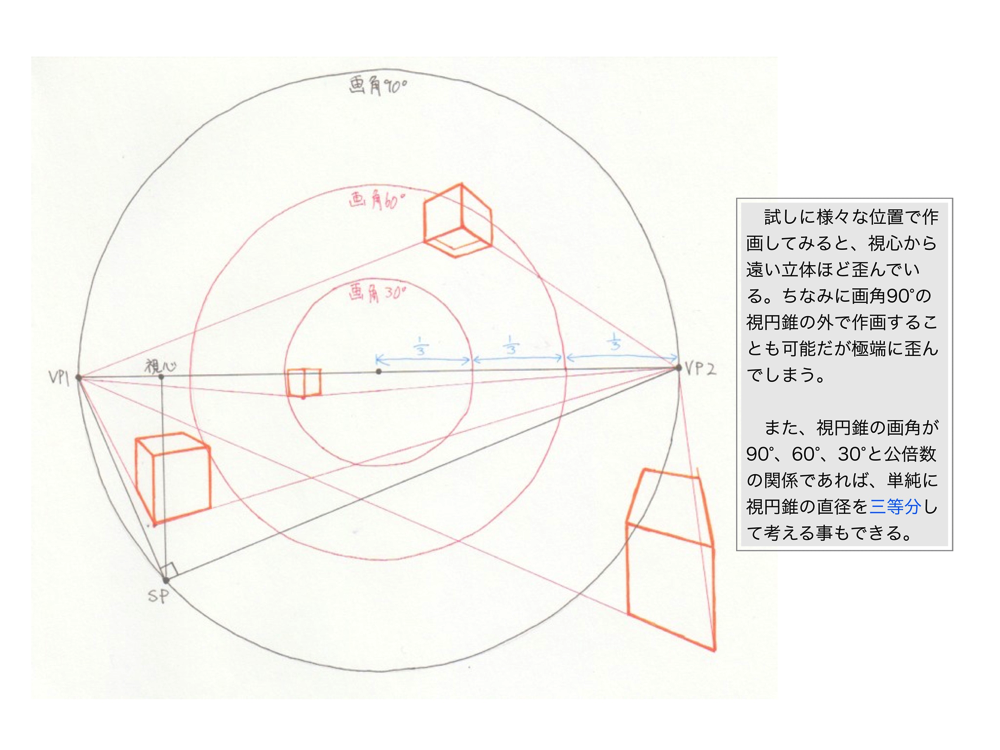 画角90°
画角60°
画角30°
1/3
1/3
1/3
VP1
視心
VP2
SP
　試しに様々な位置で作
画してみると、視心から
遠い立体ほど歪んでい
る。ちなみに画角90°の
視円錐の外で作画するこ
とも可能だが極端に歪ん
でしまう。
　また、視円錐の画角が
90°、60°、30°と公倍数
の関係であれば、単純に
視円錐の直径を三等分し
て考える事もできる。